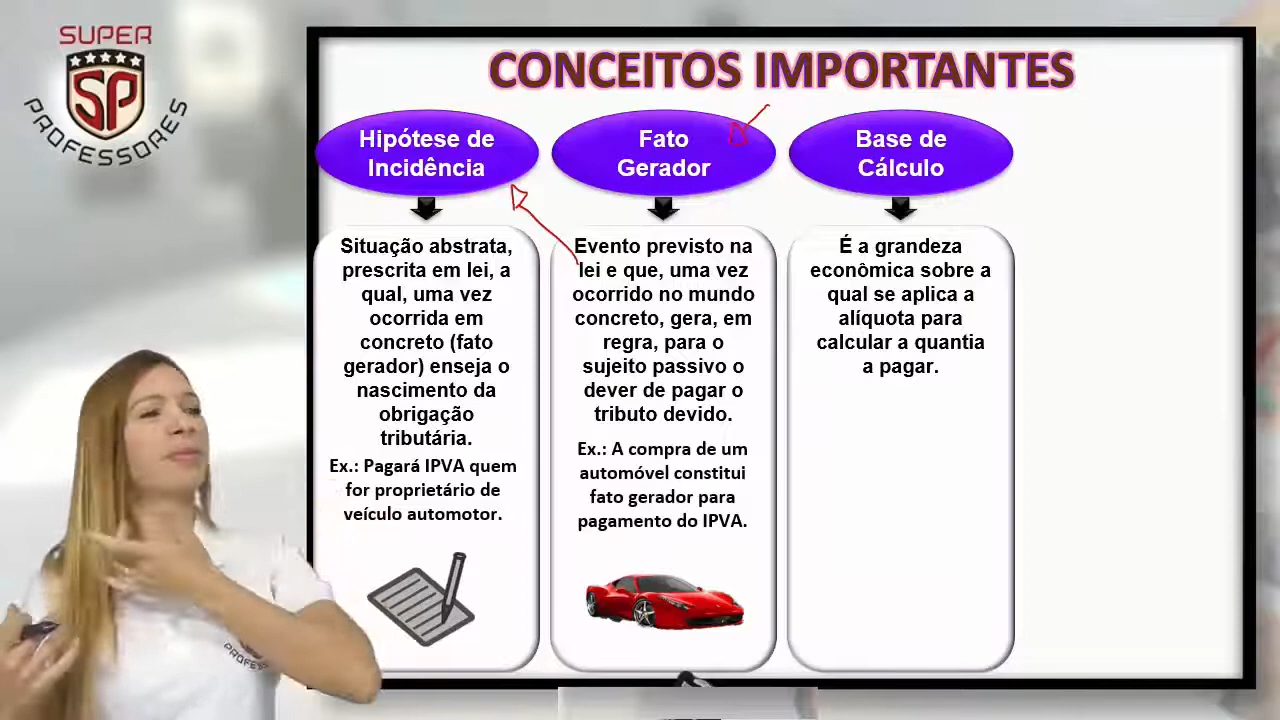 SUPER
SP
PROFESSORES
CONCEITOS IMPORTANTES
Hipótese de
Incidência
Situação abstrata,
prescrita em lei, a
qual, uma vez
ocorrida em
concreto (fato
gerador) enseja o
nascimento da
obrigação
tributária.
Ex.: Pagará IPVA quem
for proprietário de
veículo automotor.
Fato
Gerador
Evento previsto na
lei e que, uma vez
ocorrido no mundo
concreto, gera, em
regra, para o
sujeito passivo o
dever de pagar o
tributo devido.
Ex.: A compra de um
automóvel constitui
fato gerador para
pagamento do IPVA.
Base de
Cálculo
É a grandeza
econômica sobre a
qual se aplica a
alíquota para
calcular a quantia
a pagar.